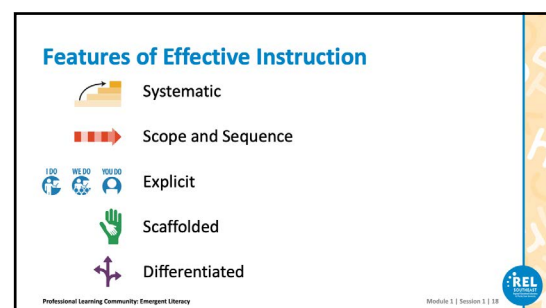 Features of Effective Instruction
Systematic
Scope and Sequence
I DO WE DO YOU DO
Explicit
Scaffolded
Differentiated
Professional Learning Community: Emergent Literacy
Module 1 | Session 1 | 18
REL
SOUTHEAST